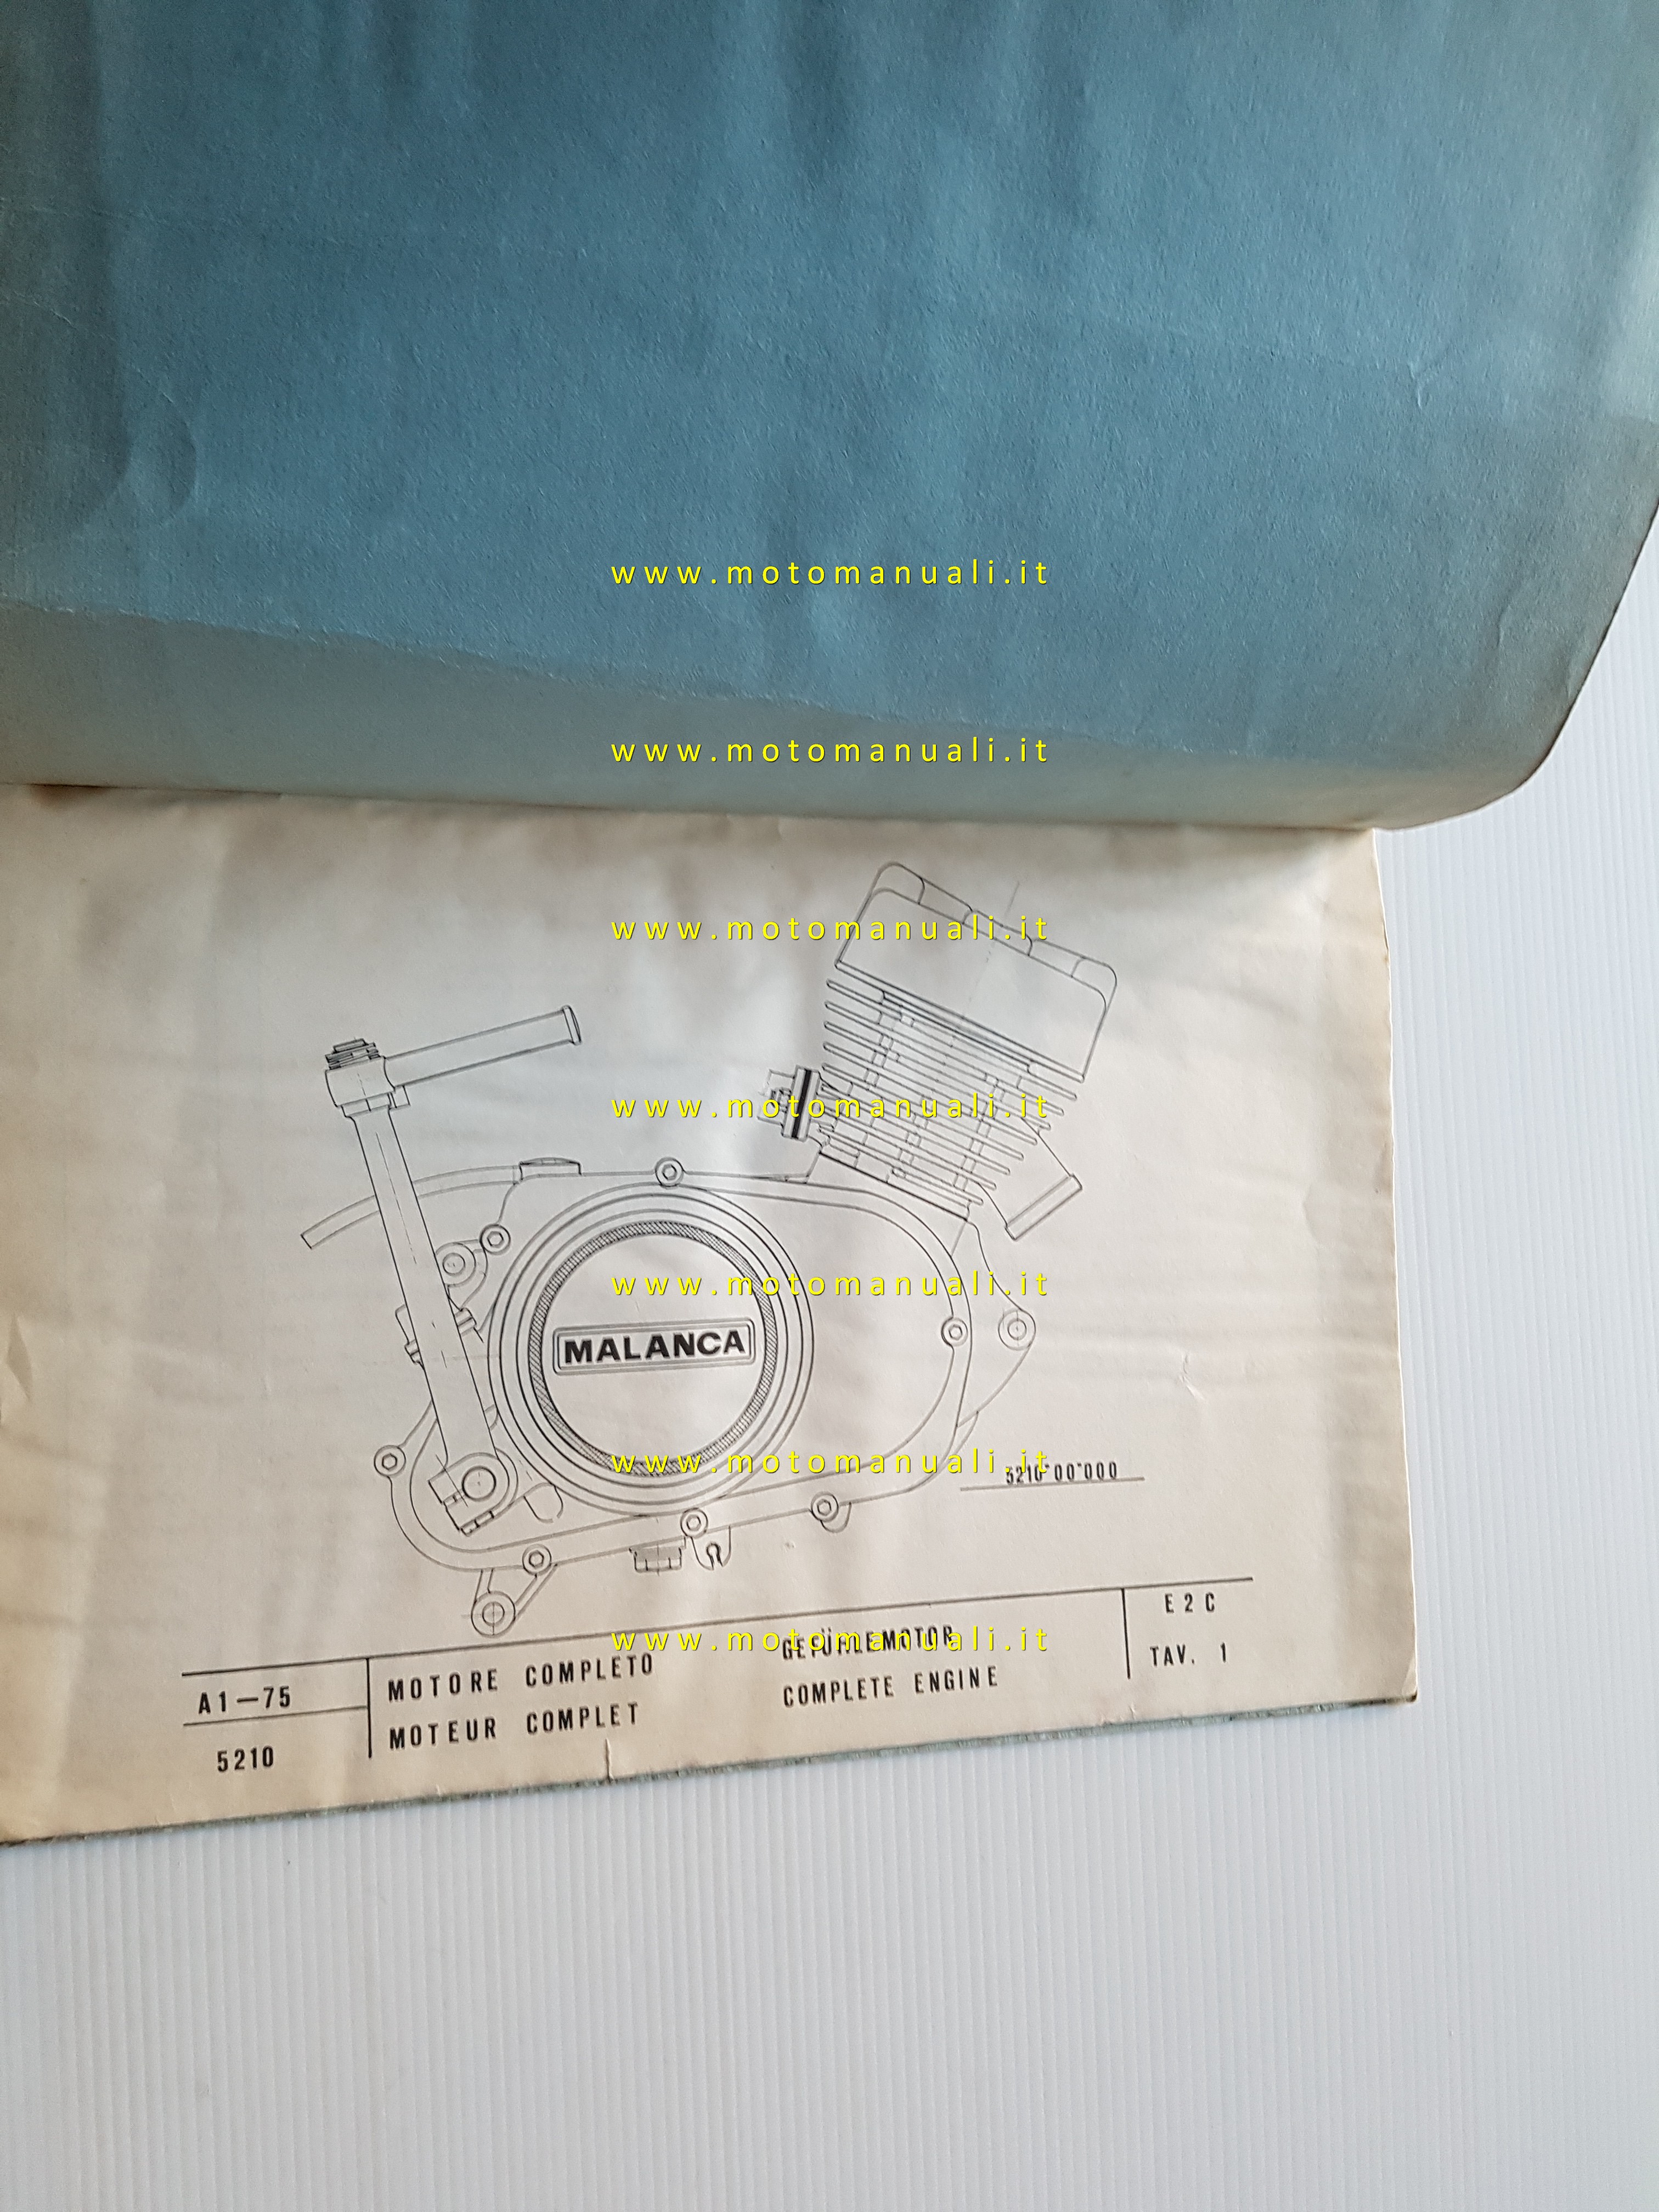 www.motomanuali.it
www.motomanuali.it
www.motomanuali.it
www.motomanuali.it
www.motomanuali.it
MALANCA
www.motomanuali.it
5210-00-000
www.motomanuali.it
A1-75
5210
MOTORE COMPLETO
MOTEUR COMPLET
COMPLETE ENGINE
E2C
TAV. 1